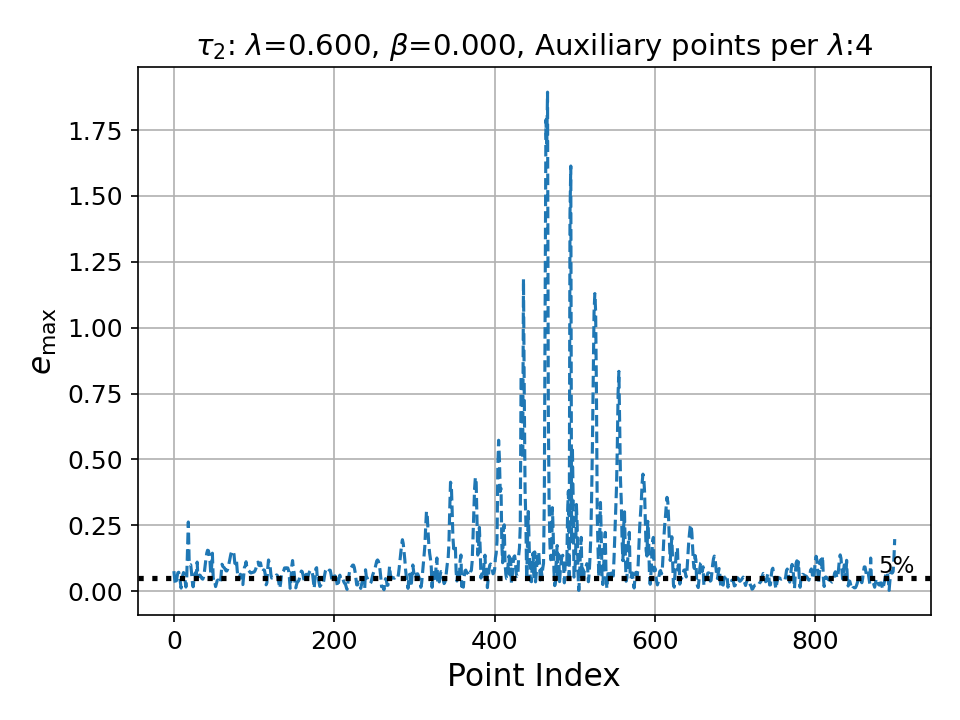 τ₂: λ=0.600, β=0.000, Auxiliary points per λ:4
e_max
1.75
1.50
1.25
1.00
0.75
0.50
0.25
0.00
5%
0 200 400 600 800
Point Index